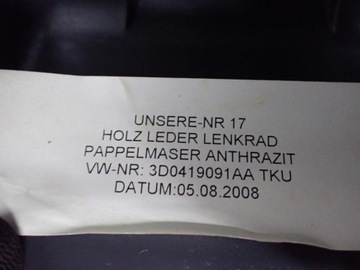 UNSERE-NR 17
HOLZ LEDER LENKRAD
PAPPELMASER ANTHRAZIT
VW-NR: 3D0419091AA TKU
DATUM:05.08.2008